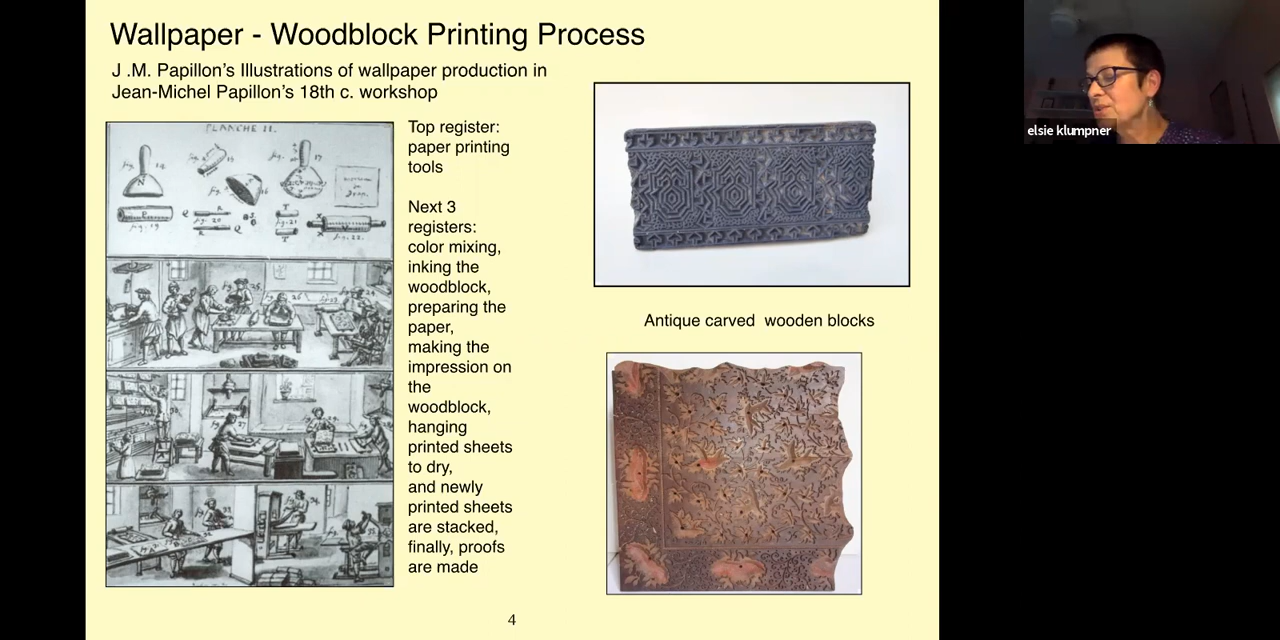 Wallpaper - Woodblock Printing Process
J .M. Papillon's Illustrations of wallpaper production in
Jean-Michel Papillon's 18th c. workshop
PLANCHE II.
Top register:
paper printing
tools
Next 3
registers:
color mixing,
inking the
woodblock,
preparing the
paper,
making the
impression on
the
woodblock,
hanging
printed sheets
to dry,
and newly
printed sheets
are stacked,
finally, proofs
are made
Antique carved wooden blocks
4
elsie klumpner